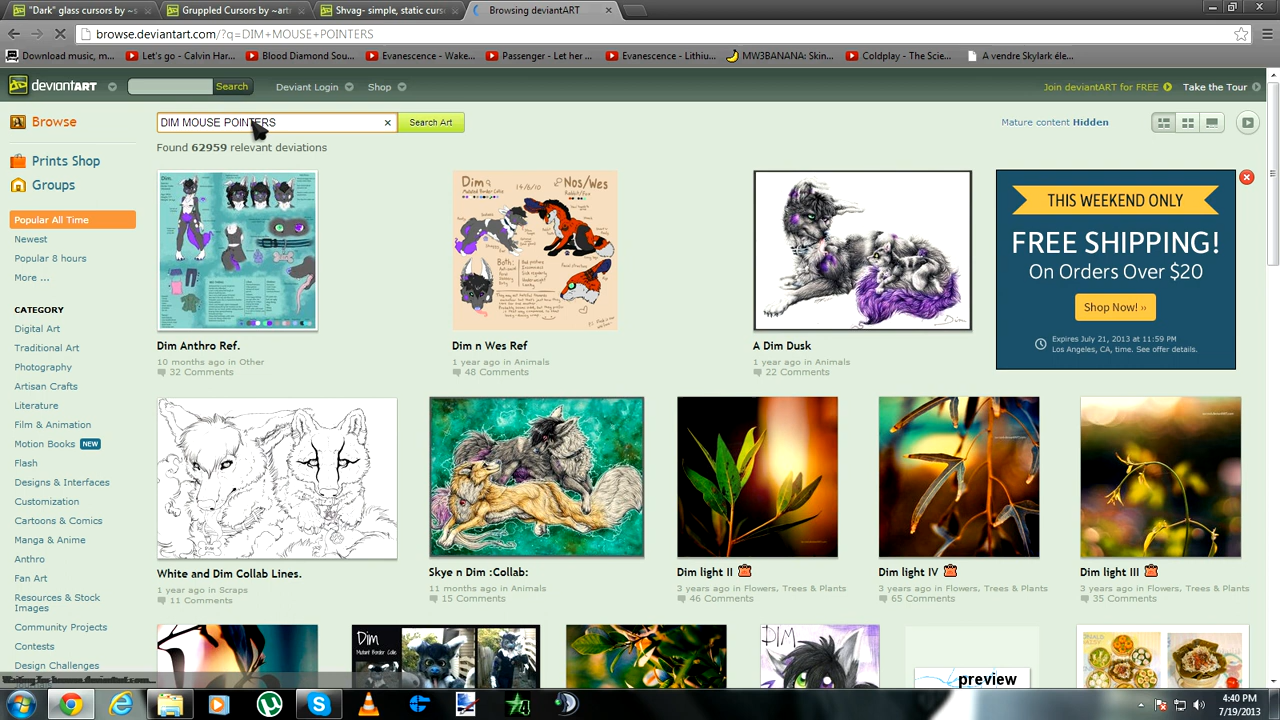 "Dark" glass cursors by ~s
Gruppled Cursors by ~artr
Shvag- simple, static curs
Browsing deviantART
browse.deviantart.com/?q=DIM+MOUSE+POINTERS
Download music, m...
Let's go - Calvin Har...
Blood Diamond Sou...
Evanescence - Wake...
Passenger - Let her ...
Evanescence - Lithiu...
MW3BANANA: Skin...
Coldplay - The Scie...
A vendre Skylark éle...
deviantART
Search
Deviant Login
Shop
Join deviantART for FREE
Take the Tour
Browse
DIM MOUSE POINTERS
Search Art
Mature content Hidden
Found 62959 relevant deviations
Prints Shop
Groups
Popular All Time
Newest
Popular 8 hours
More ...
CATEGORY
Digital Art
Traditional Art
Photography
Artisan Crafts
Literature
Film & Animation
Motion Books NEW
Flash
Designs & Interfaces
Customization
Cartoons & Comics
Manga & Anime
Anthro
Fan Art
Resources & Stock
Images
Community Projects
Contests
Design Challenges
Dim
14/8/10
Nos/Wes
Both:
Dim Anthro Ref.
10 months ago in Other
32 Comments
Dim n Wes Ref
1 year ago in Animals
48 Comments
A Dim Dusk
1 year ago in Animals
22 Comments
THIS WEEKEND ONLY
FREE SHIPPING!
On Orders Over $20
Shop Now! »
Expires July 21, 2013 at 11:59 PM
Los Angeles, CA, time. See offer details.
White and Dim Collab Lines.
1 year ago in Scraps
11 Comments
Skye n Dim :Collab:
11 months ago in Animals
15 Comments
Dim light II
3 years ago in Flowers, Trees & Plants
46 Comments
Dim light IV
3 years ago in Flowers, Trees & Plants
65 Comments
Dim light III
3 years ago in Flowers, Trees & Plants
35 Comments
Dim
DIM
preview
4:40 PM
7/19/2013